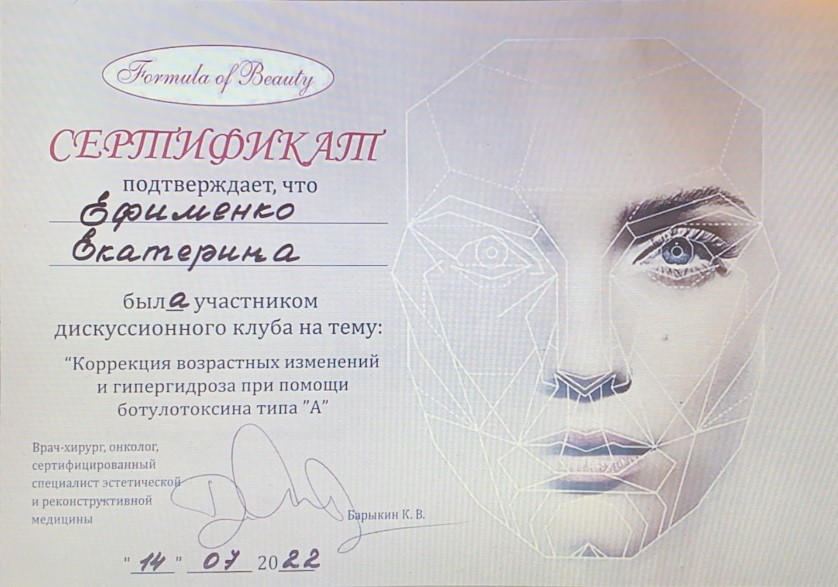 Formula of Beauty
СЕРТИФИКАТ
подтверждает, что
Ефименко
Екатерина
была участником
дискуссионного клуба на тему:
“Коррекция возрастных изменений
и гипергидроза при помощи
ботулотоксина типа ”А”
Врач-хирург, онколог,
сертифицированный
специалист эстетической
и реконструктивной
медицины
Барыкин К. В.
" 14 " 07 2022